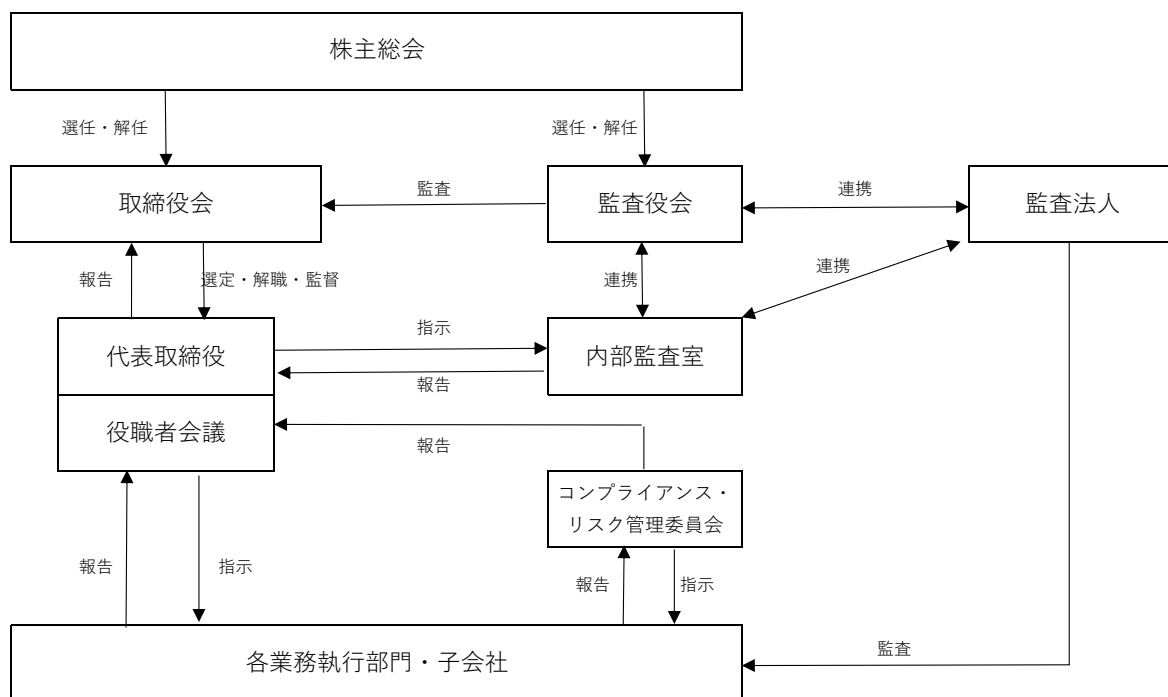 株主総会
選任・解任
選任・解任
取締役会
監査
監査役会
連携
監査法人
報告
選定・解職・監督
連携
連携
代表取締役
指示
報告
内部監査室
役職者会議
報告
コンプライアンス・
リスク管理委員会
報告
指示
報告
指示
各業務執行部門・子会社
監査